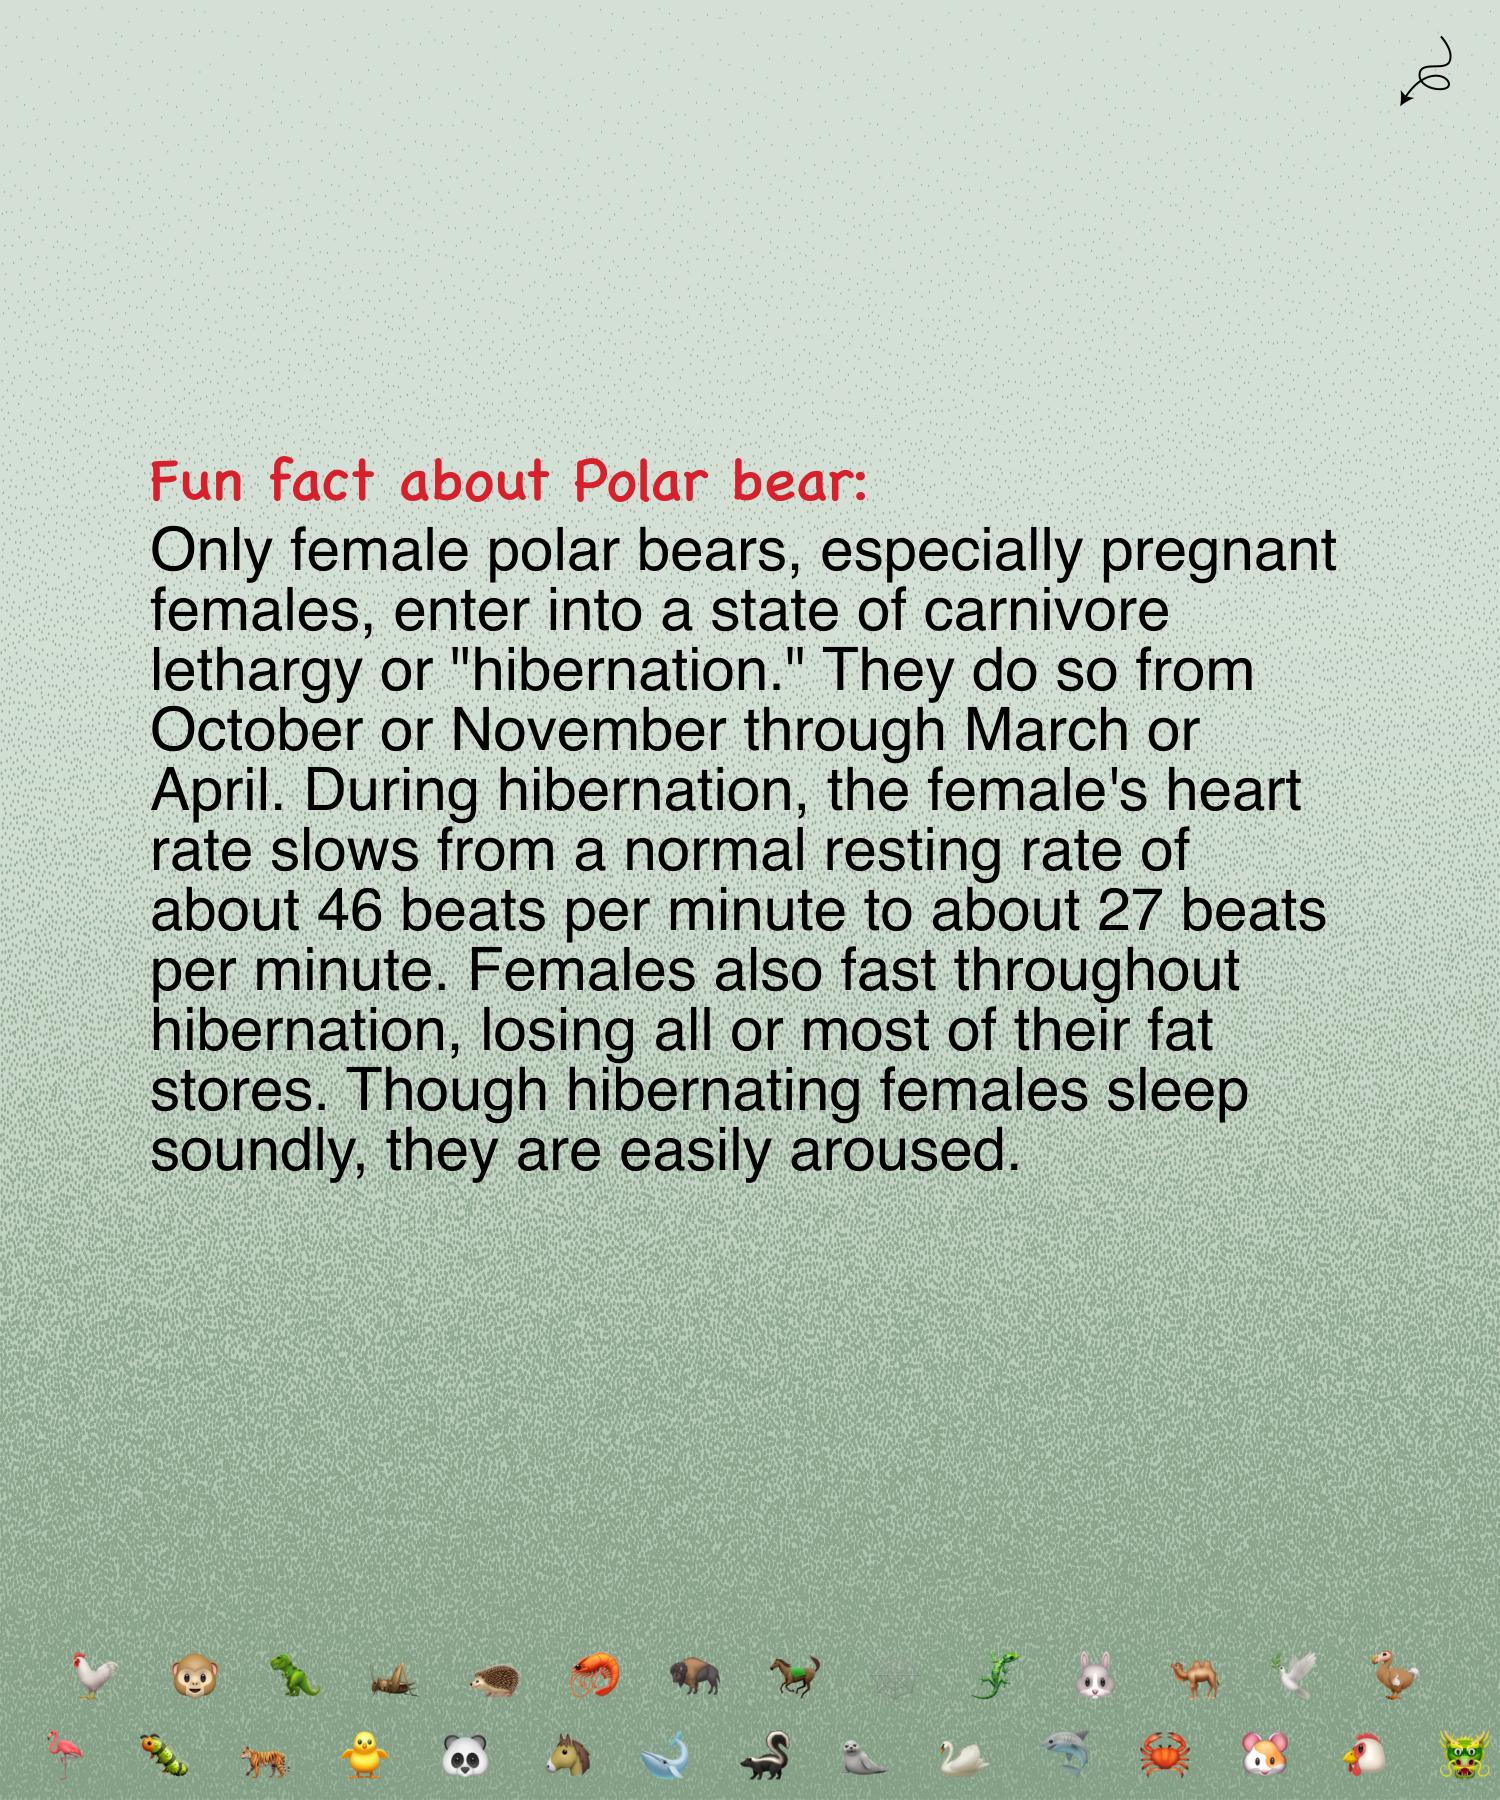 Fun fact about Polar bear:
Only female polar bears, especially pregnant
females, enter into a state of carnivore
lethargy or "hibernation." They do so from
October or November through March or
April. During hibernation, the female's heart
rate slows from a normal resting rate of
about 46 beats per minute to about 27 beats
per minute. Females also fast throughout
hibernation, losing all or most of their fat
stores. Though hibernating females sleep
soundly, they are easily aroused.